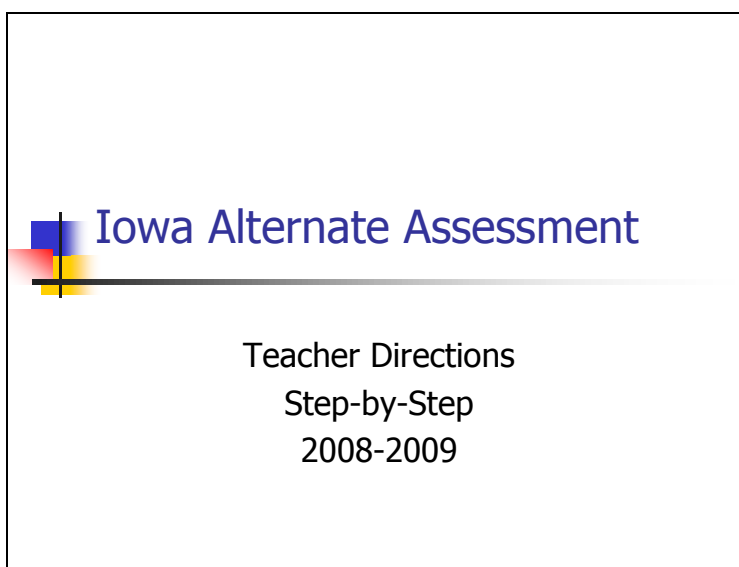 Iowa Alternate Assessment
Teacher Directions
Step-by-Step
2008-2009